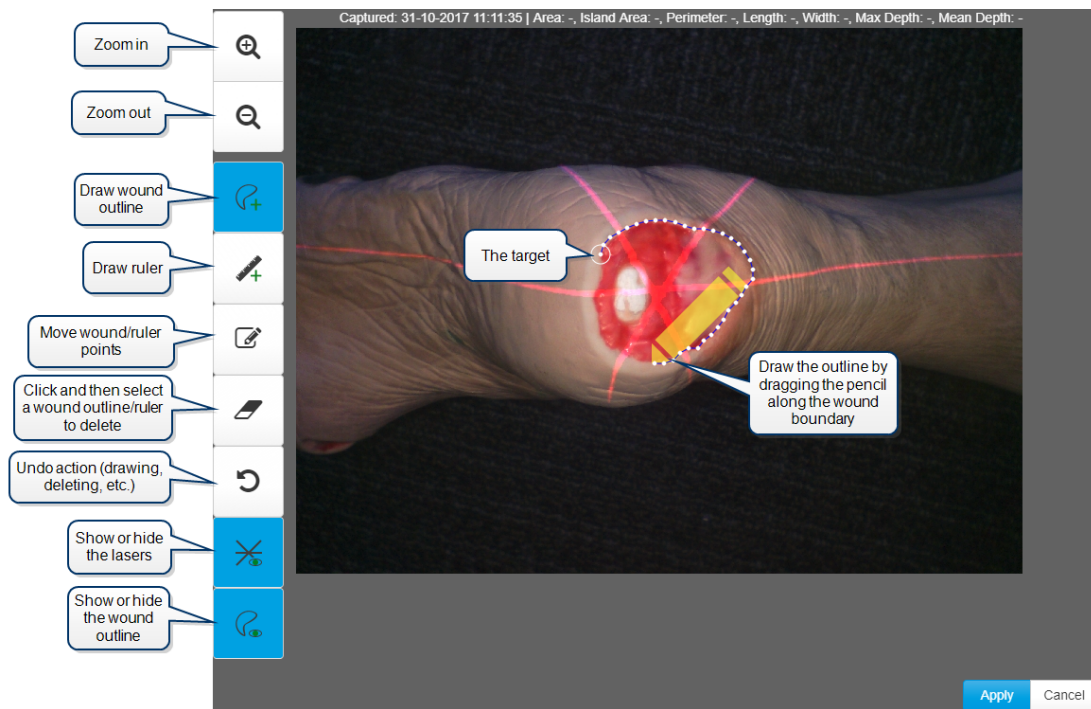 Captured: 31-10-2017 11:11:35 | Area: -, Island Area: -, Perimeter: -, Length: -, Width: -, Max Depth: -, Mean Depth: -
Zoom in
Zoom out
Draw wound
outline
Draw ruler
Move wound/ruler
points
Click and then select
a wound outline/ruler
to delete
Undo action (drawing,
deleting, etc.)
Show or hide
the lasers
Show or hide
the wound
outline
The target
Draw the outline by
dragging the pencil
along the wound
boundary
Apply
Cancel